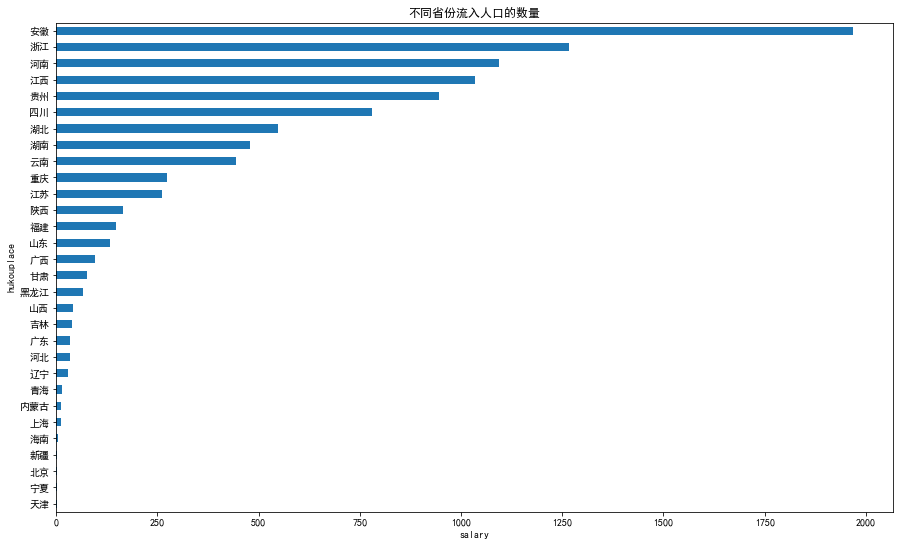 不同省份流入人口的数量
安徽
浙江
河南
江西
贵州
四川
湖北
湖南
云南
重庆
江苏
陕西
福建
山东
广西
甘肃
黑龙江
山西
吉林
广东
河北
辽宁
青海
内蒙古
上海
海南
新疆
北京
宁夏
天津
hukouplace
0 250 500 750 1000 1250 1500 1750 2000
salary